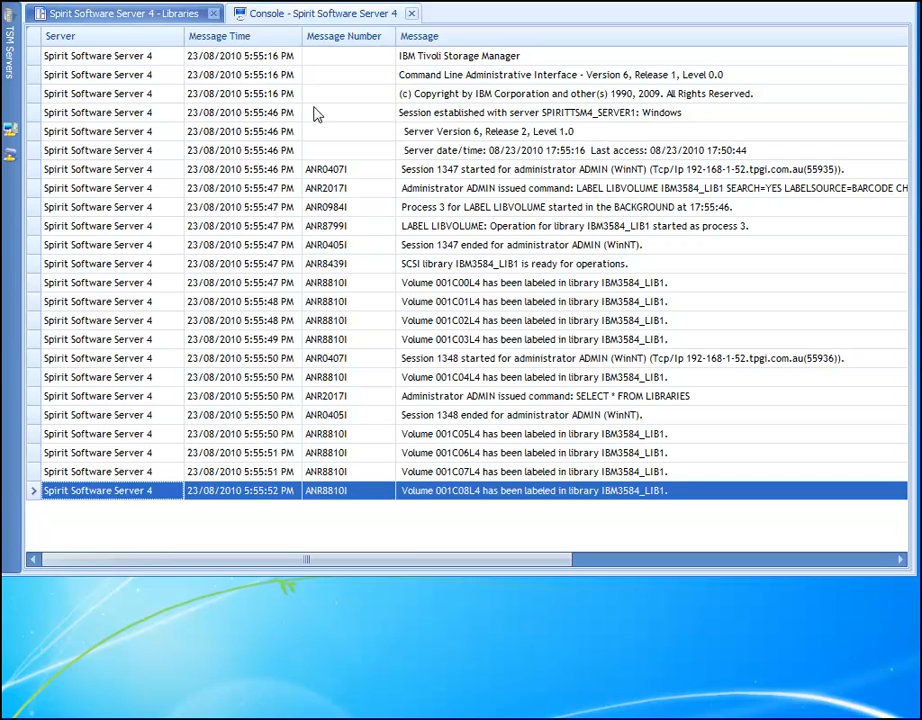 Spirit Software Server 4 - Libraries
Console - Spirit Software Server 4
TSM Servers
Server Message Time Message Number Message
Spirit Software Server 4 23/08/2010 5:55:16 PM IBM Tivoli Storage Manager
Spirit Software Server 4 23/08/2010 5:55:16 PM Command Line Administrative Interface - Version 6, Release 1, Level 0.0
Spirit Software Server 4 23/08/2010 5:55:16 PM (c) Copyright by IBM Corporation and other(s) 1990, 2009. All Rights Reserved.
Spirit Software Server 4 23/08/2010 5:55:46 PM Session established with server SPIRITTSM4_SERVER1: Windows
Spirit Software Server 4 23/08/2010 5:55:46 PM Server Version 6, Release 2, Level 1.0
Spirit Software Server 4 23/08/2010 5:55:46 PM Server date/time: 08/23/2010 17:55:16 Last access: 08/23/2010 17:50:44
Spirit Software Server 4 23/08/2010 5:55:46 PM ANR0407I Session 1347 started for administrator ADMIN (WinNT) (Tcp/Ip 192-168-1-52.tpgi.com.au(55935)).
Spirit Software Server 4 23/08/2010 5:55:46 PM ANR2017I Administrator ADMIN issued command: LABEL LIBVOLUME IBM3584_LIB1 SEARCH=YES LABELSOURCE=BARCODE CH
Spirit Software Server 4 23/08/2010 5:55:46 PM ANR0984I Process 3 for LABEL LIBVOLUME started in the BACKGROUND at 17:55:46.
Spirit Software Server 4 23/08/2010 5:55:47 PM ANR8799I LABEL LIBVOLUME: Operation for library IBM3584_LIB1 started as process 3.
Spirit Software Server 4 23/08/2010 5:55:47 PM ANR0405I Session 1347 ended for administrator ADMIN (WinNT).
Spirit Software Server 4 23/08/2010 5:55:47 PM ANR8439I SCSI library IBM3584_LIB1 is ready for operations.
Spirit Software Server 4 23/08/2010 5:55:47 PM ANR8810I Volume 001C00L4 has been labeled in library IBM3584_LIB1.
Spirit Software Server 4 23/08/2010 5:55:48 PM ANR8810I Volume 001C01L4 has been labeled in library IBM3584_LIB1.
Spirit Software Server 4 23/08/2010 5:55:48 PM ANR8810I Volume 001C02L4 has been labeled in library IBM3584_LIB1.
Spirit Software Server 4 23/08/2010 5:55:49 PM ANR8810I Volume 001C03L4 has been labeled in library IBM3584_LIB1.
Spirit Software Server 4 23/08/2010 5:55:50 PM ANR0407I Session 1348 started for administrator ADMIN (WinNT) (Tcp/Ip 192-168-1-52.tpgi.com.au(55936)).
Spirit Software Server 4 23/08/2010 5:55:50 PM ANR8810I Volume 001C04L4 has been labeled in library IBM3584_LIB1.
Spirit Software Server 4 23/08/2010 5:55:50 PM ANR2017I Administrator ADMIN issued command: SELECT * FROM LIBRARIES
Spirit Software Server 4 23/08/2010 5:55:50 PM ANR0405I Session 1348 ended for administrator ADMIN (WinNT).
Spirit Software Server 4 23/08/2010 5:55:50 PM ANR8810I Volume 001C05L4 has been labeled in library IBM3584_LIB1.
Spirit Software Server 4 23/08/2010 5:55:51 PM ANR8810I Volume 001C06L4 has been labeled in library IBM3584_LIB1.
Spirit Software Server 4 23/08/2010 5:55:51 PM ANR8810I Volume 001C07L4 has been labeled in library IBM3584_LIB1.
Spirit Software Server 4 23/08/2010 5:55:52 PM ANR8810I Volume 001C08L4 has been labeled in library IBM3584_LIB1.